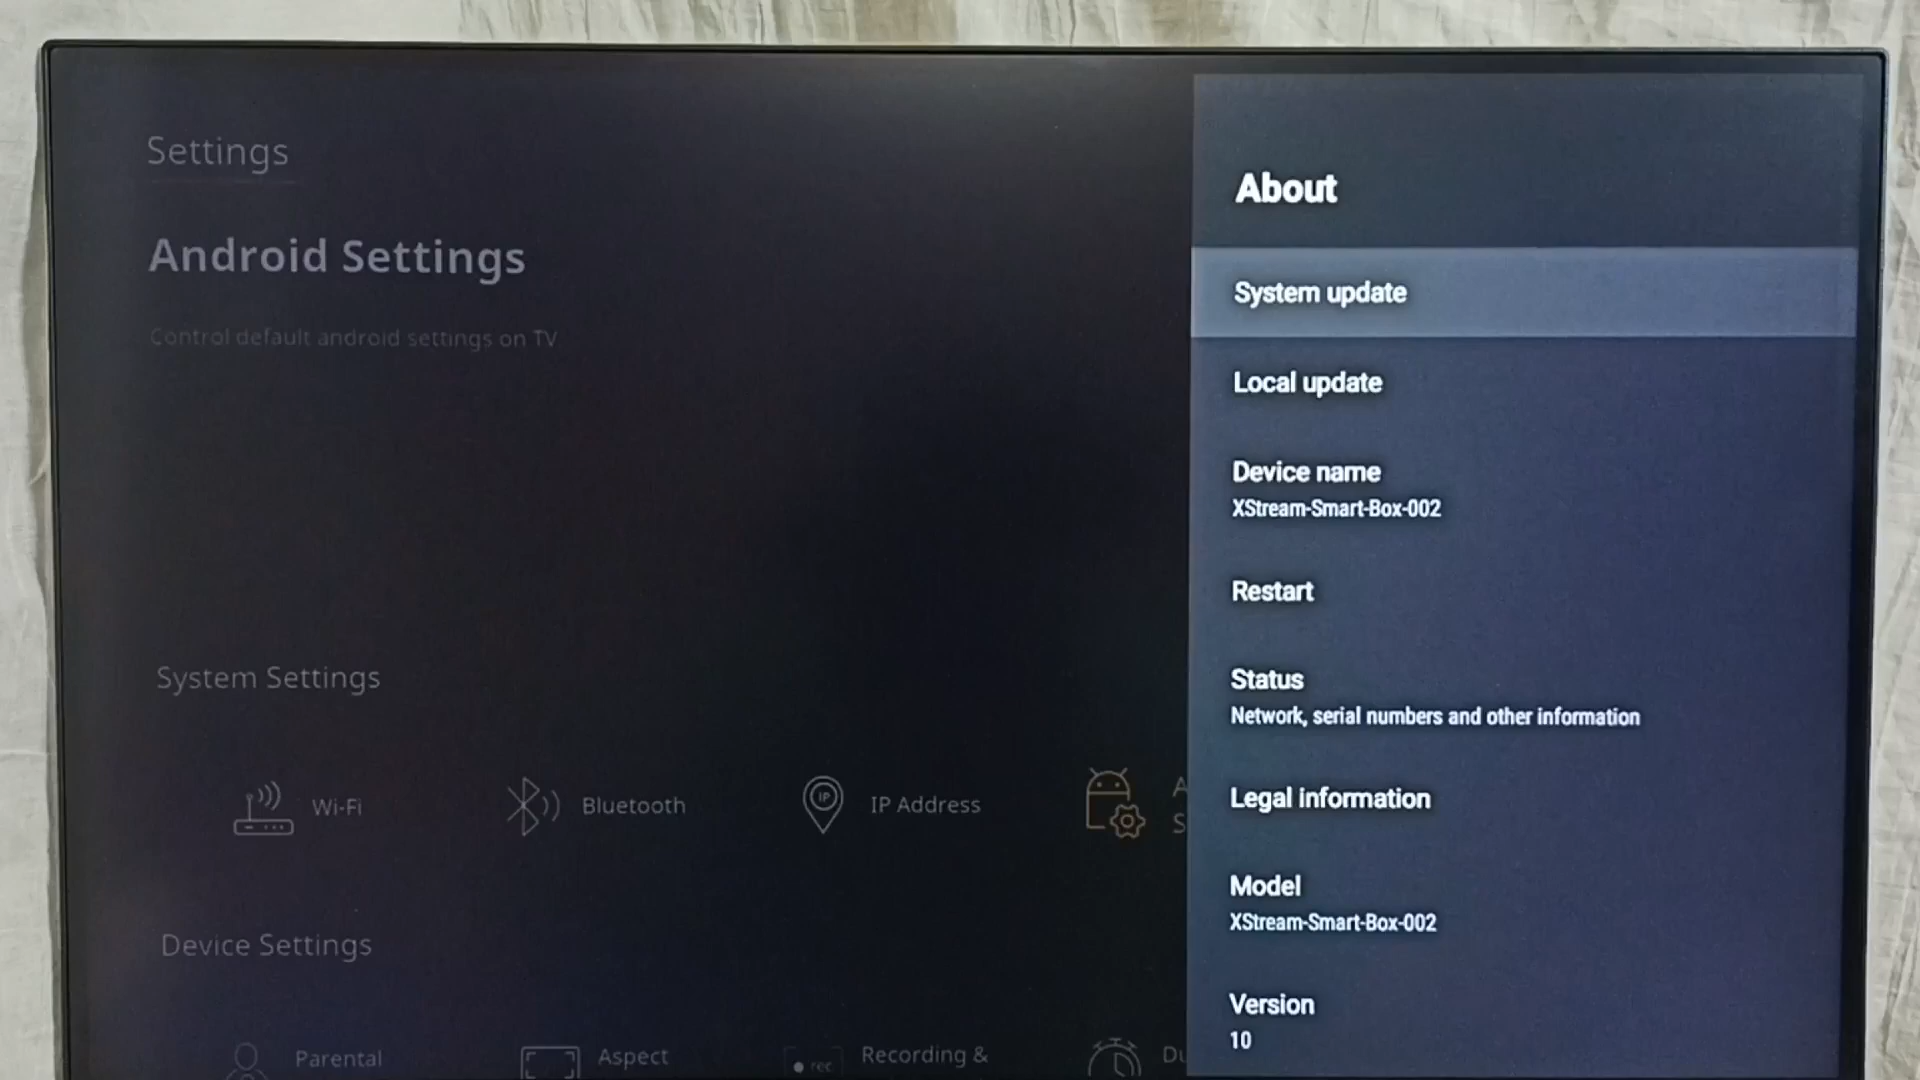 Settings
Android Settings
Control default android settings on TV
System Settings
Wi-Fi
Bluetooth
IP
IP Address
A
S
Device Settings
Parental
Aspect
rec
Recording &
Du
About
System update
Local update
Device name
XStream-Smart-Box-002
Restart
Status
Network, serial numbers and other information
Legal information
Model
XStream-Smart-Box-002
Version
10